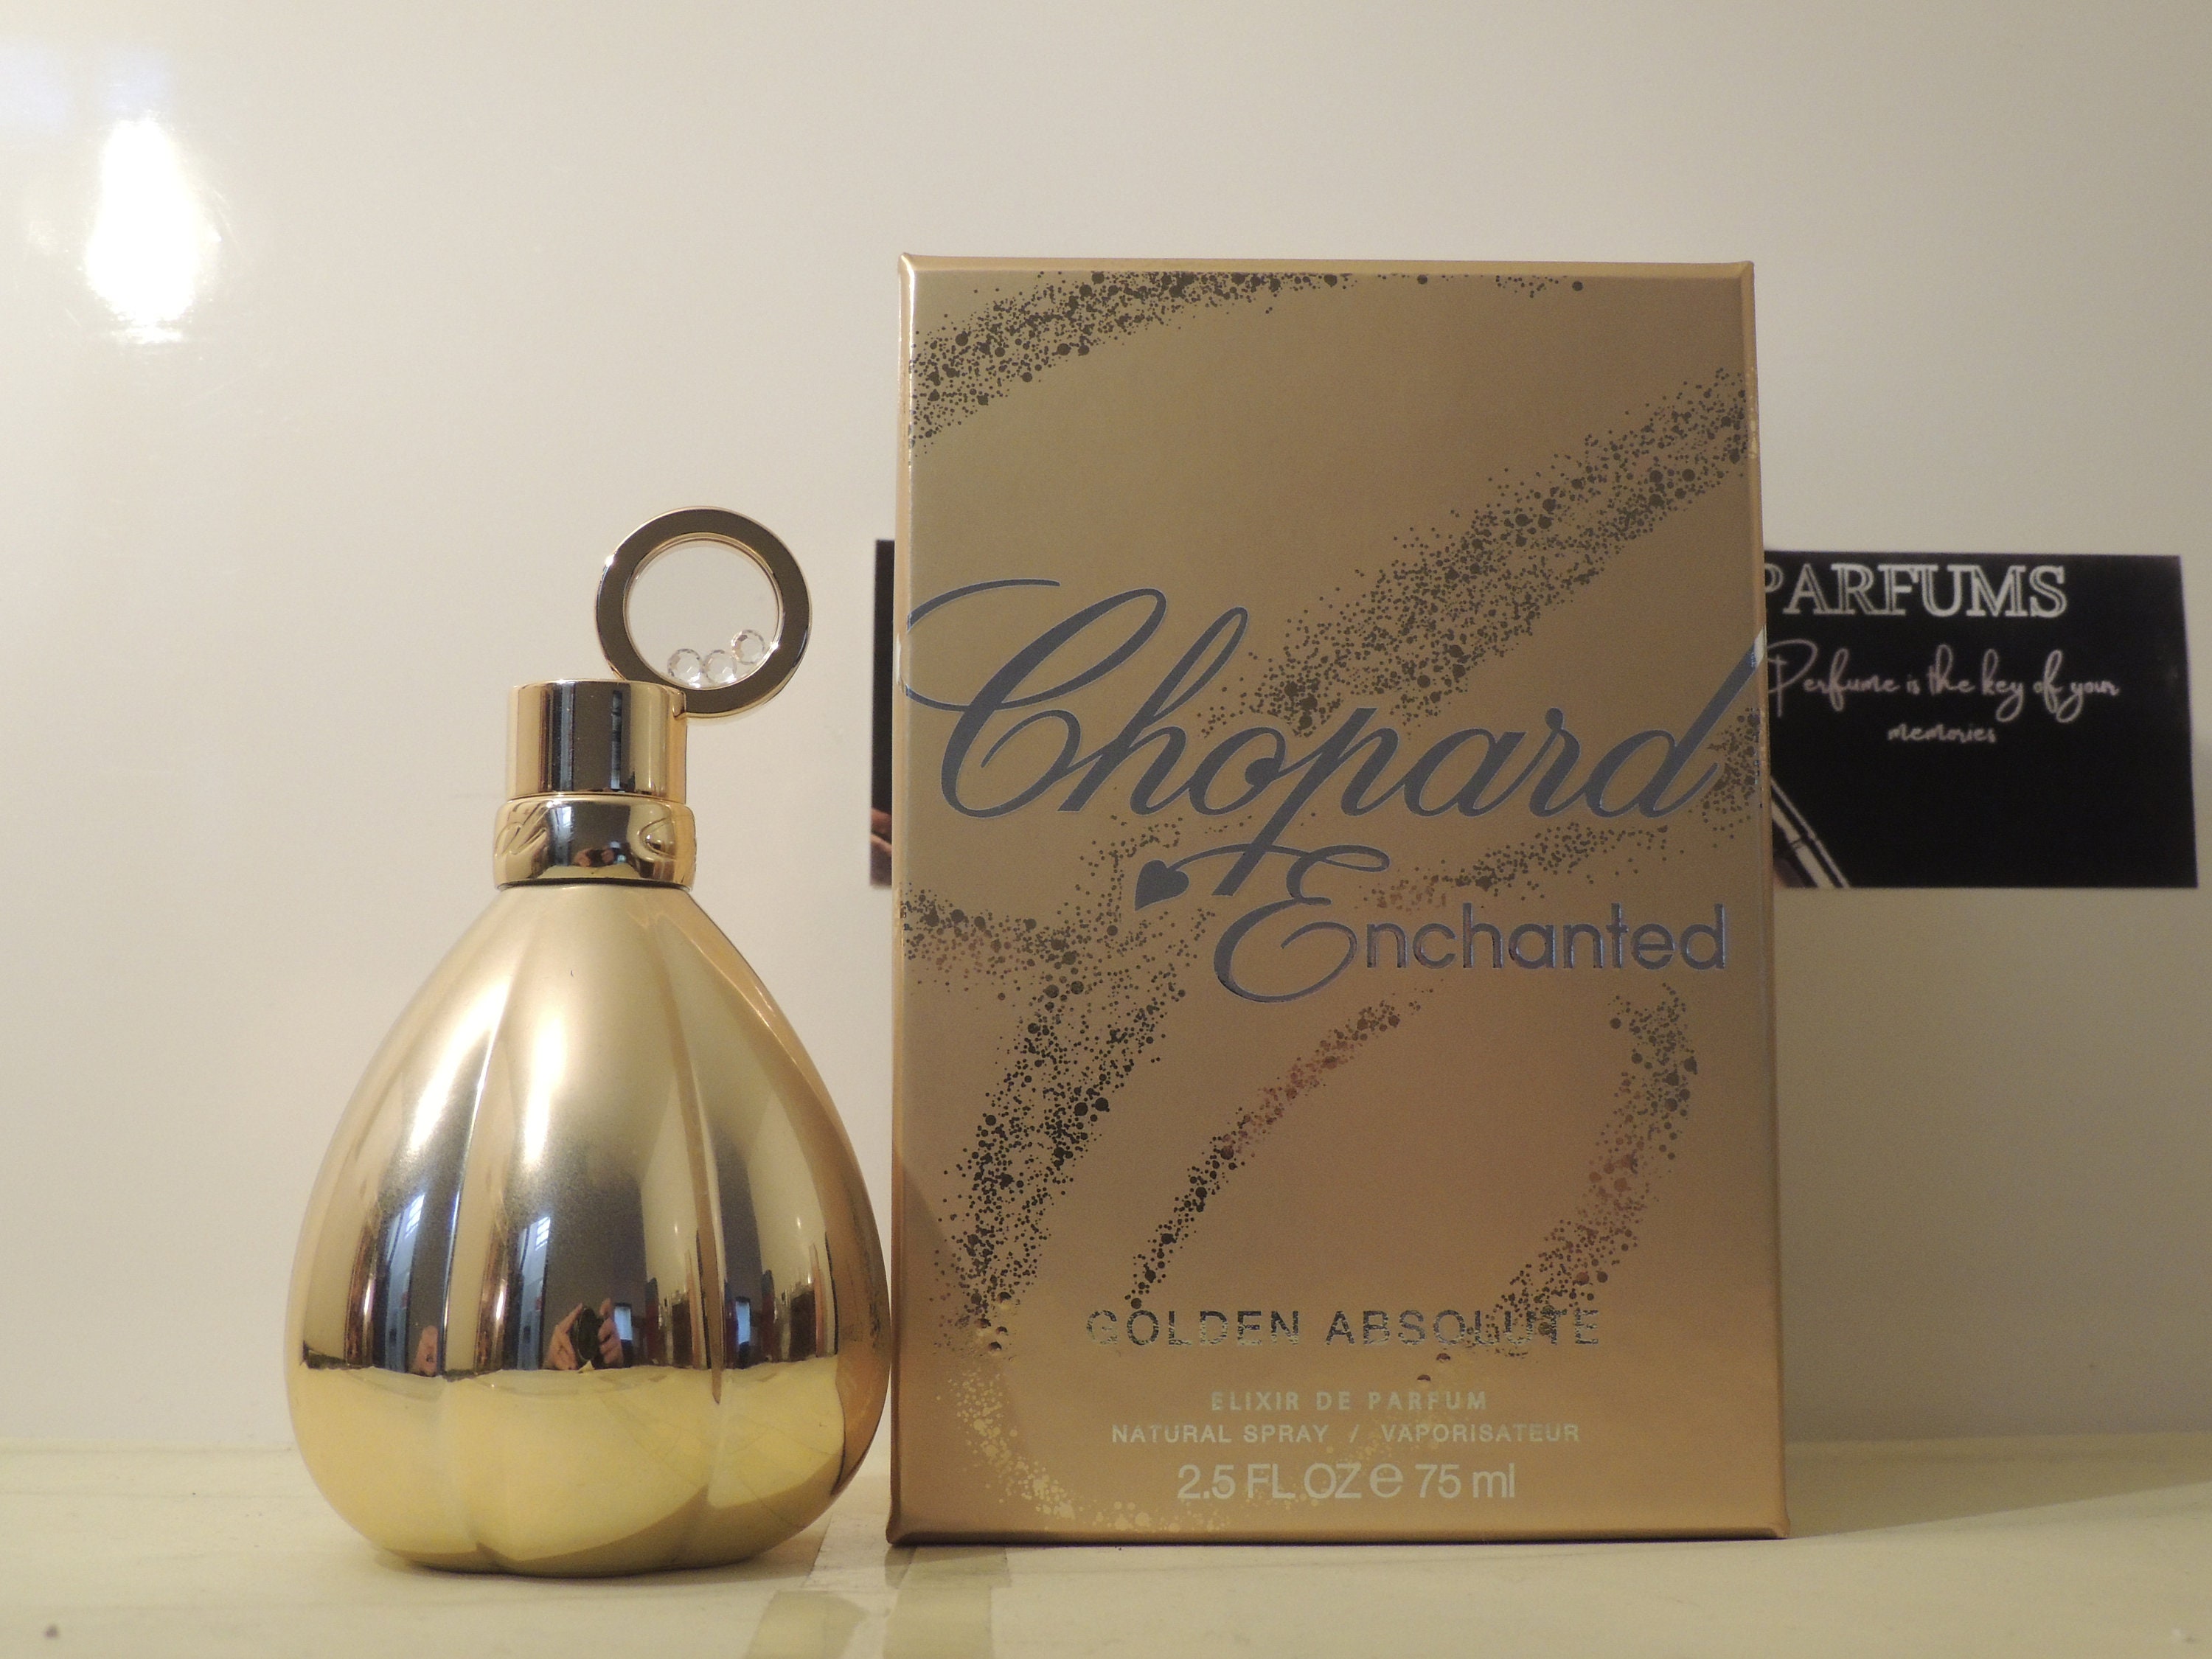 Chopard
Enchanted
GOLDEN ABSOLUTE
ELIXIR DE PARFUM
NATURAL SPRAY / VAPORISATEUR
2.5 FL.OZ e 75 ml
PARFUMS
Perfume is the key of your
memories